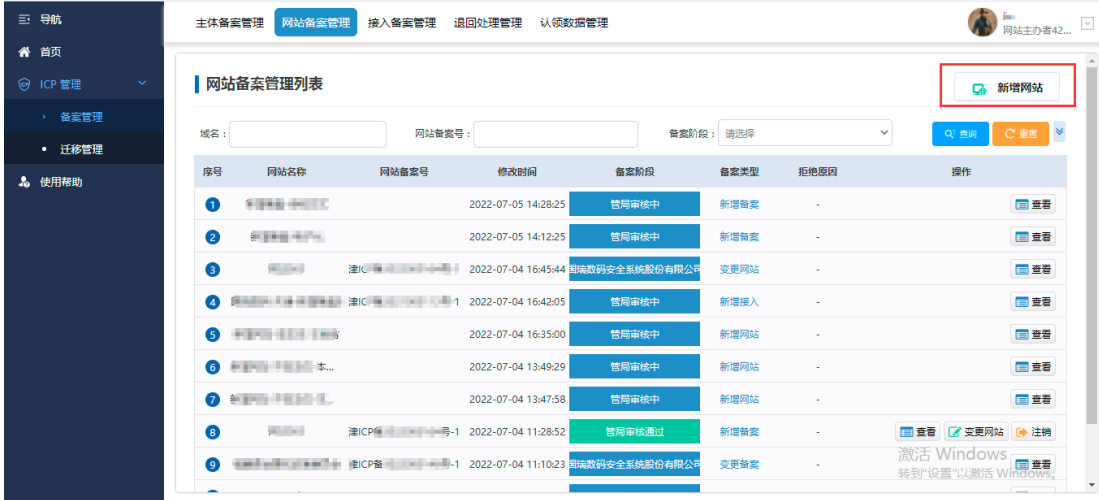 导航
主体备案管理 网站备案管理 接入备案管理 退回处理管理 认领数据管理
网站主办者42...
首页
ICP 管理
备案管理
迁移管理
使用帮助
网站备案管理列表
新增网站
域名: 网站备案号: 备案阶段: 请选择 查询 重置
序号 网站名称 网站备案号 修改时间 备案阶段 备案类型 拒绝原因 操作
1 2022-07-05 14:28:25 管局审核中 新增备案 - 查看
2 2022-07-05 14:12:25 管局审核中 新增备案 - 查看
3 津IC 2022-07-04 16:45:44 国瑞数码安全系统股份有限公司 变更网站 - 查看
4 津IC -1 2022-07-04 16:42:05 管局审核中 新增接入 - 查看
5 2022-07-04 16:35:00 管局审核中 新增网站 - 查看
6 本... 2022-07-04 13:49:29 管局审核中 新增网站 - 查看
7 2022-07-04 13:47:58 管局审核中 新增网站 - 查看
8 津ICP 号-1 2022-07-04 11:28:52 管局审核通过 新增备案 - 查看 变更网站 注销
9 津ICP备 号-1 2022-07-04 11:10:23 国瑞数码安全系统股份有限公司 变更备案 - 查看
激活 Windows
转到"设置"以激活 Windows。